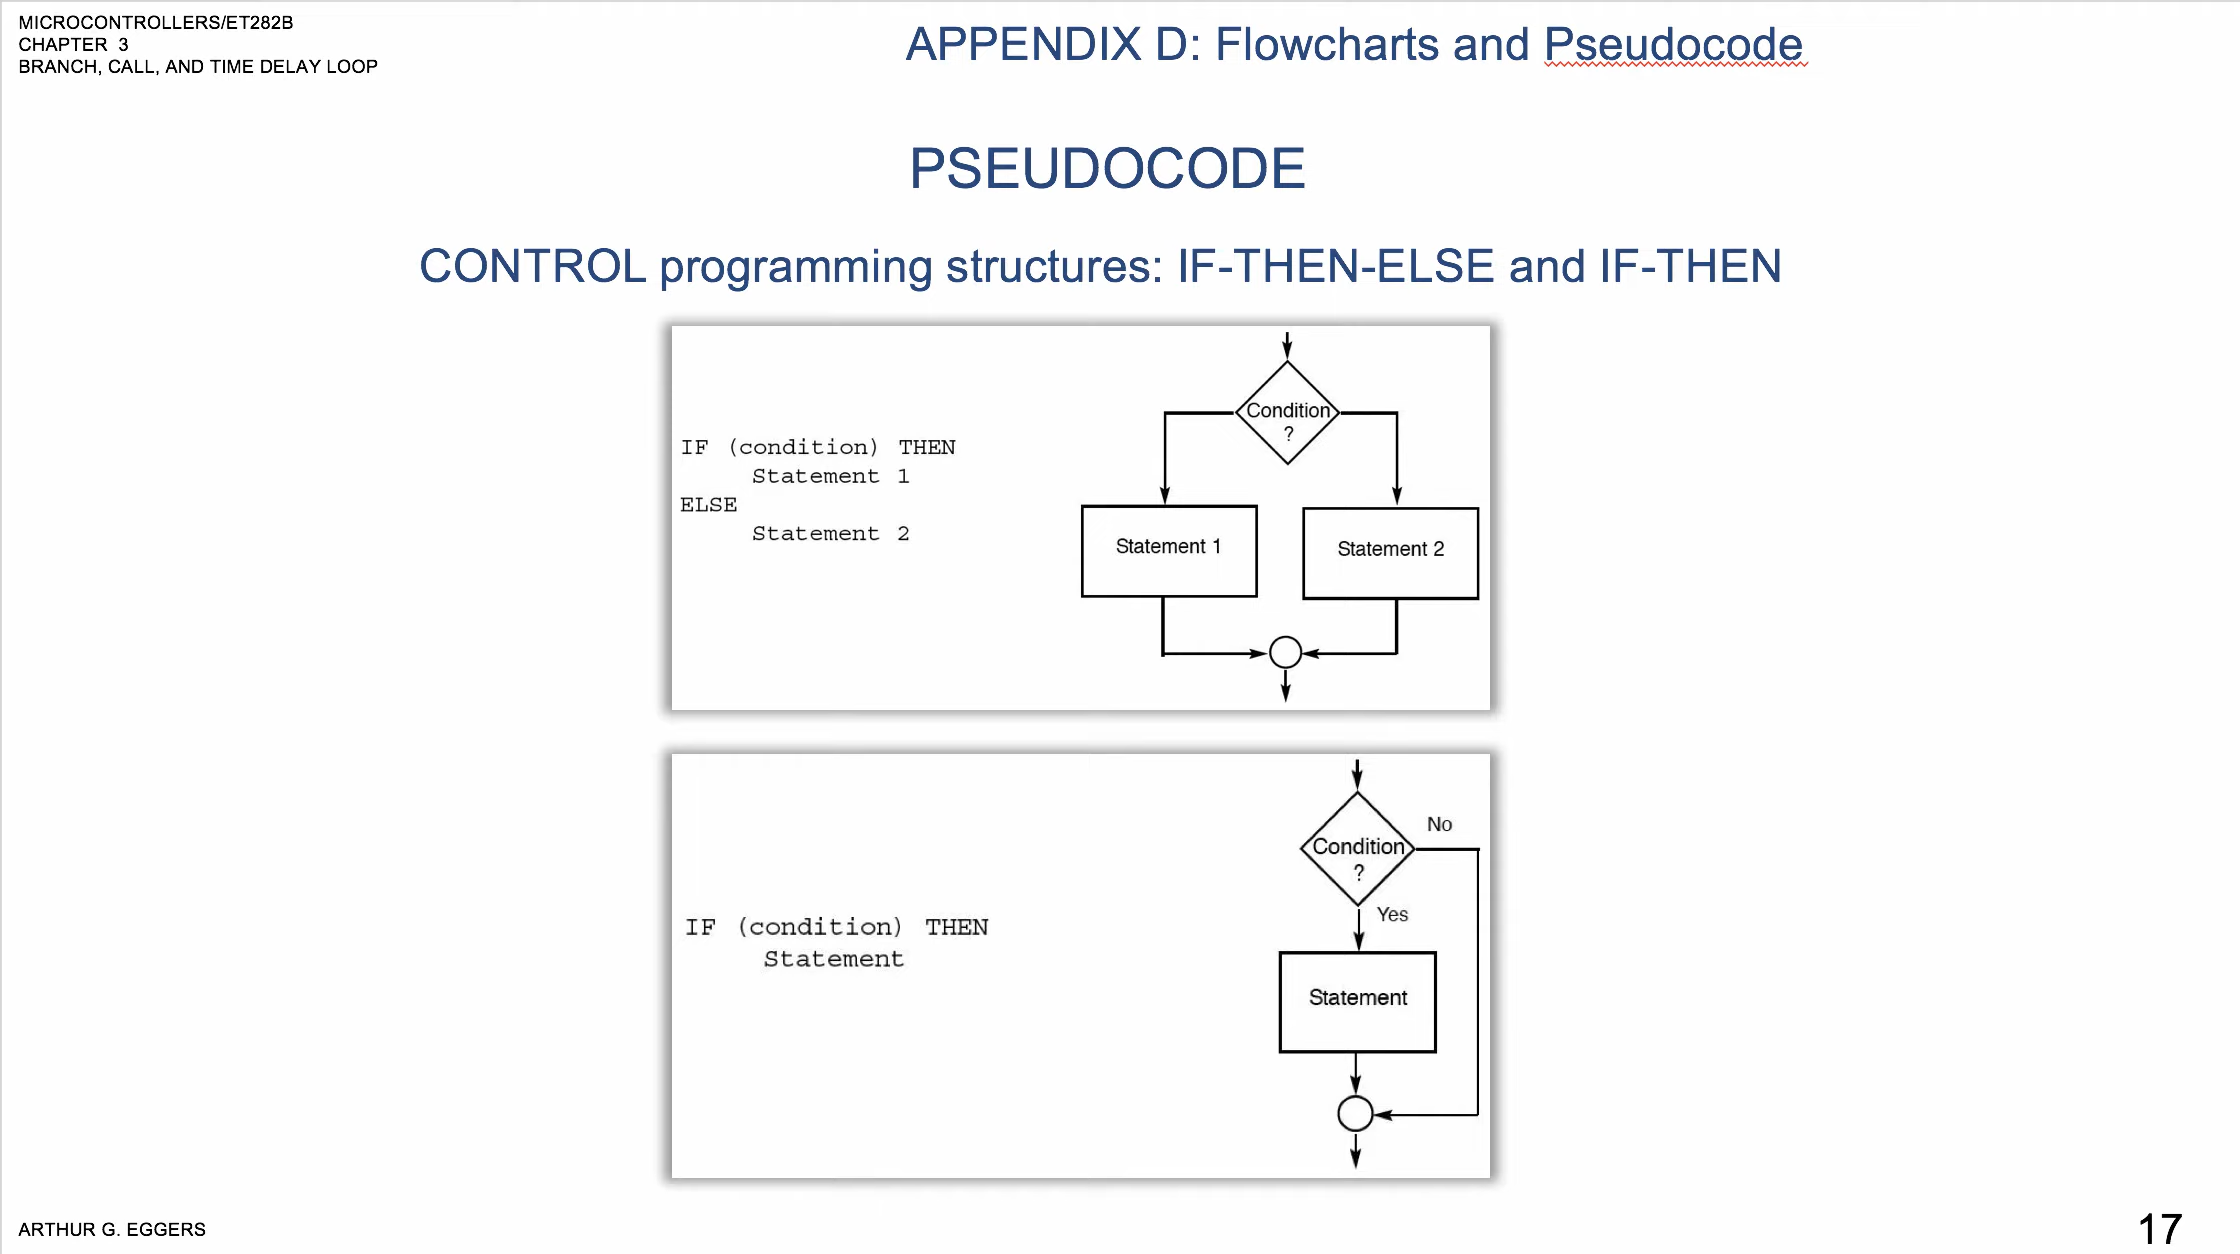 MICROCONTROLLERS/ET282B
CHAPTER 3
BRANCH, CALL, AND TIME DELAY LOOP
APPENDIX D: Flowcharts and Pseudocode
PSEUDOCODE
CONTROL programming structures: IF-THEN-ELSE and IF-THEN
IF (condition) THEN
Statement 1
ELSE
Statement 2
Condition
?
Statement 1
Statement 2
IF (condition) THEN
Statement
Condition
?
No
Yes
Statement
ARTHUR G. EGGERS
17